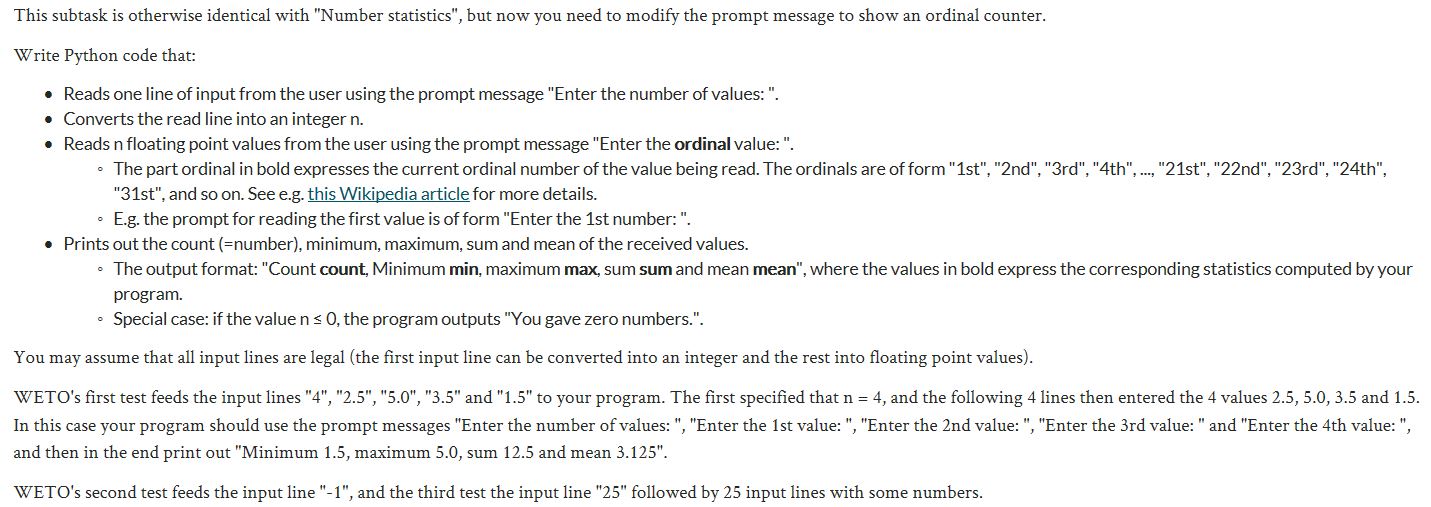 This subtask is otherwise identical with "Number statistics", but now you need to modify the prompt message to show an ordinal counter.
Write Python code that:
• Reads one line of input from the user using the prompt message "Enter the number of values: ".
• Converts the read line into an integer n.
• Reads n floating point values from the user using the prompt message "Enter the ordinal value: ".
◦ The part ordinal in bold expresses the current ordinal number of the value being read. The ordinals are of form "1st", "2nd", "3rd", "4th", ..., "21st", "22nd", "23rd", "24th",
"31st", and so on. See e.g. this Wikipedia article for more details.
◦ E.g. the prompt for reading the first value is of form "Enter the 1st number: ".
• Prints out the count (=number), minimum, maximum, sum and mean of the received values.
◦ The output format: "Count count, Minimum min, maximum max, sum sum and mean mean", where the values in bold express the corresponding statistics computed by your
program.
◦ Special case: if the value n ≤ 0, the program outputs "You gave zero numbers.".
You may assume that all input lines are legal (the first input line can be converted into an integer and the rest into floating point values).
WETO's first test feeds the input lines "4", "2.5", "5.0", "3.5" and "1.5" to your program. The first specified that n = 4, and the following 4 lines then entered the 4 values 2.5, 5.0, 3.5 and 1.5.
In this case your program should use the prompt messages "Enter the number of values: ", "Enter the 1st value: ", "Enter the 2nd value: ", "Enter the 3rd value: " and "Enter the 4th value: ",
and then in the end print out "Minimum 1.5, maximum 5.0, sum 12.5 and mean 3.125".
WETO's second test feeds the input line "-1", and the third test the input line "25" followed by 25 input lines with some numbers.